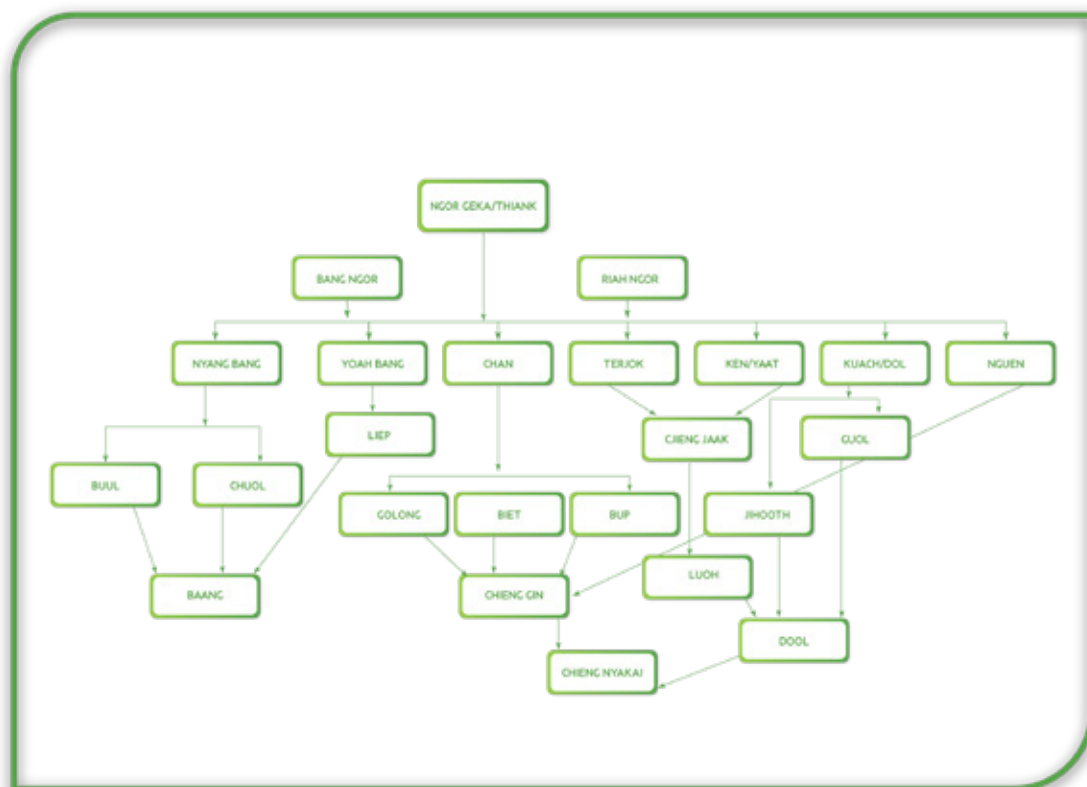 NGOR GEKA/THIANK
BANG NGOR
RIAH NGOR
NYANG BANG
YOAH BANG
CHAN
TERJOK
KEN/YAAT
KUACH/DOL
NGUEN
LIEP
CJIENG JAAK
GUOL
BUUL
CHUOL
GOLONG
BIET
BUP
JIHOOTH
LUOH
BAANG
CHIENG GIN
DOOL
CHIENG NYAKAI